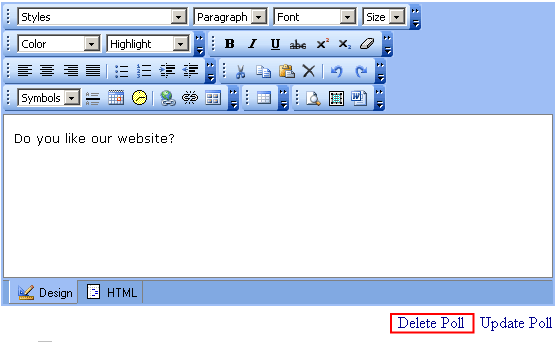 Styles Paragraph Font Size
Color Highlight B I U abc x² x₂
Symbols
Do you like our website?
Design HTML
Delete Poll Update Poll